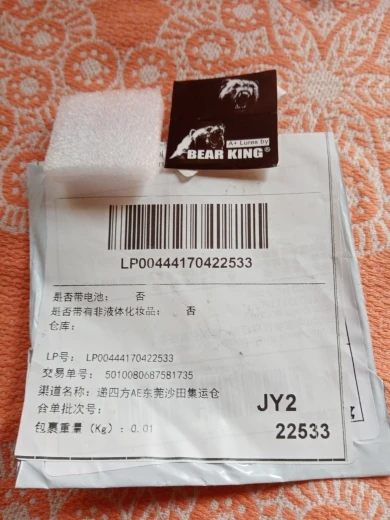 A+ Lures by
BEAR KING®
LP00444170422533
是否带电池： 否
是否带有非液体化妆品： 否
仓库：
LP号： LP00444170422533
交易单号： 5010080687581735
渠道名称：递四方AE东莞沙田集运仓
合单批次号：
包裹重量（Kg）：0.01
JY2
22533